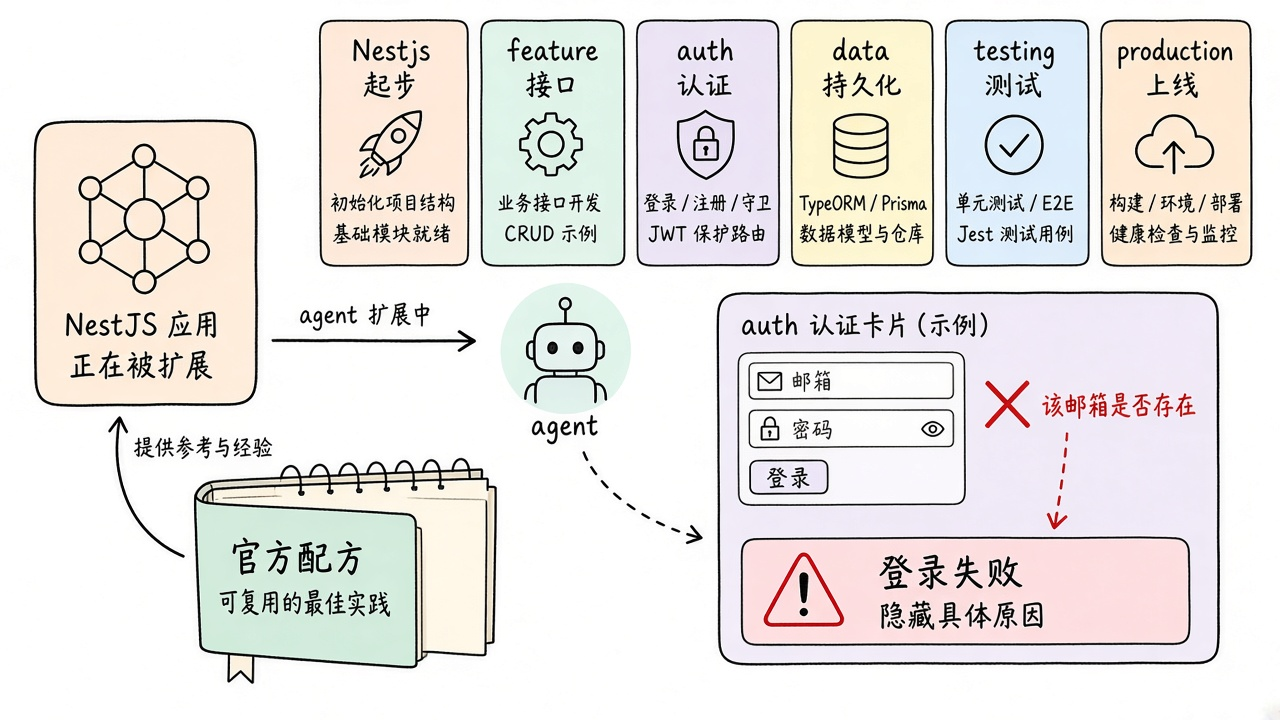 Nestjs
起步
初始化项目结构
基础模块就绪
feature
接口
业务接口开发
CRUD 示例
auth
认证
登录 / 注册 / 守卫
JWT 保护路由
data
持久化
TypeORM / Prisma
数据模型与仓库
testing
测试
单元测试 / E2E
Jest 测试用例
production
上线
构建 / 环境 / 部署
健康检查与监控
NestJS 应用
正在被扩展
agent 扩展中
agent
提供参考与经验
官方配方
可复用的最佳实践
auth 认证卡片 (示例)
邮箱
密码
登录
该邮箱是否存在
登录失败
隐藏具体原因